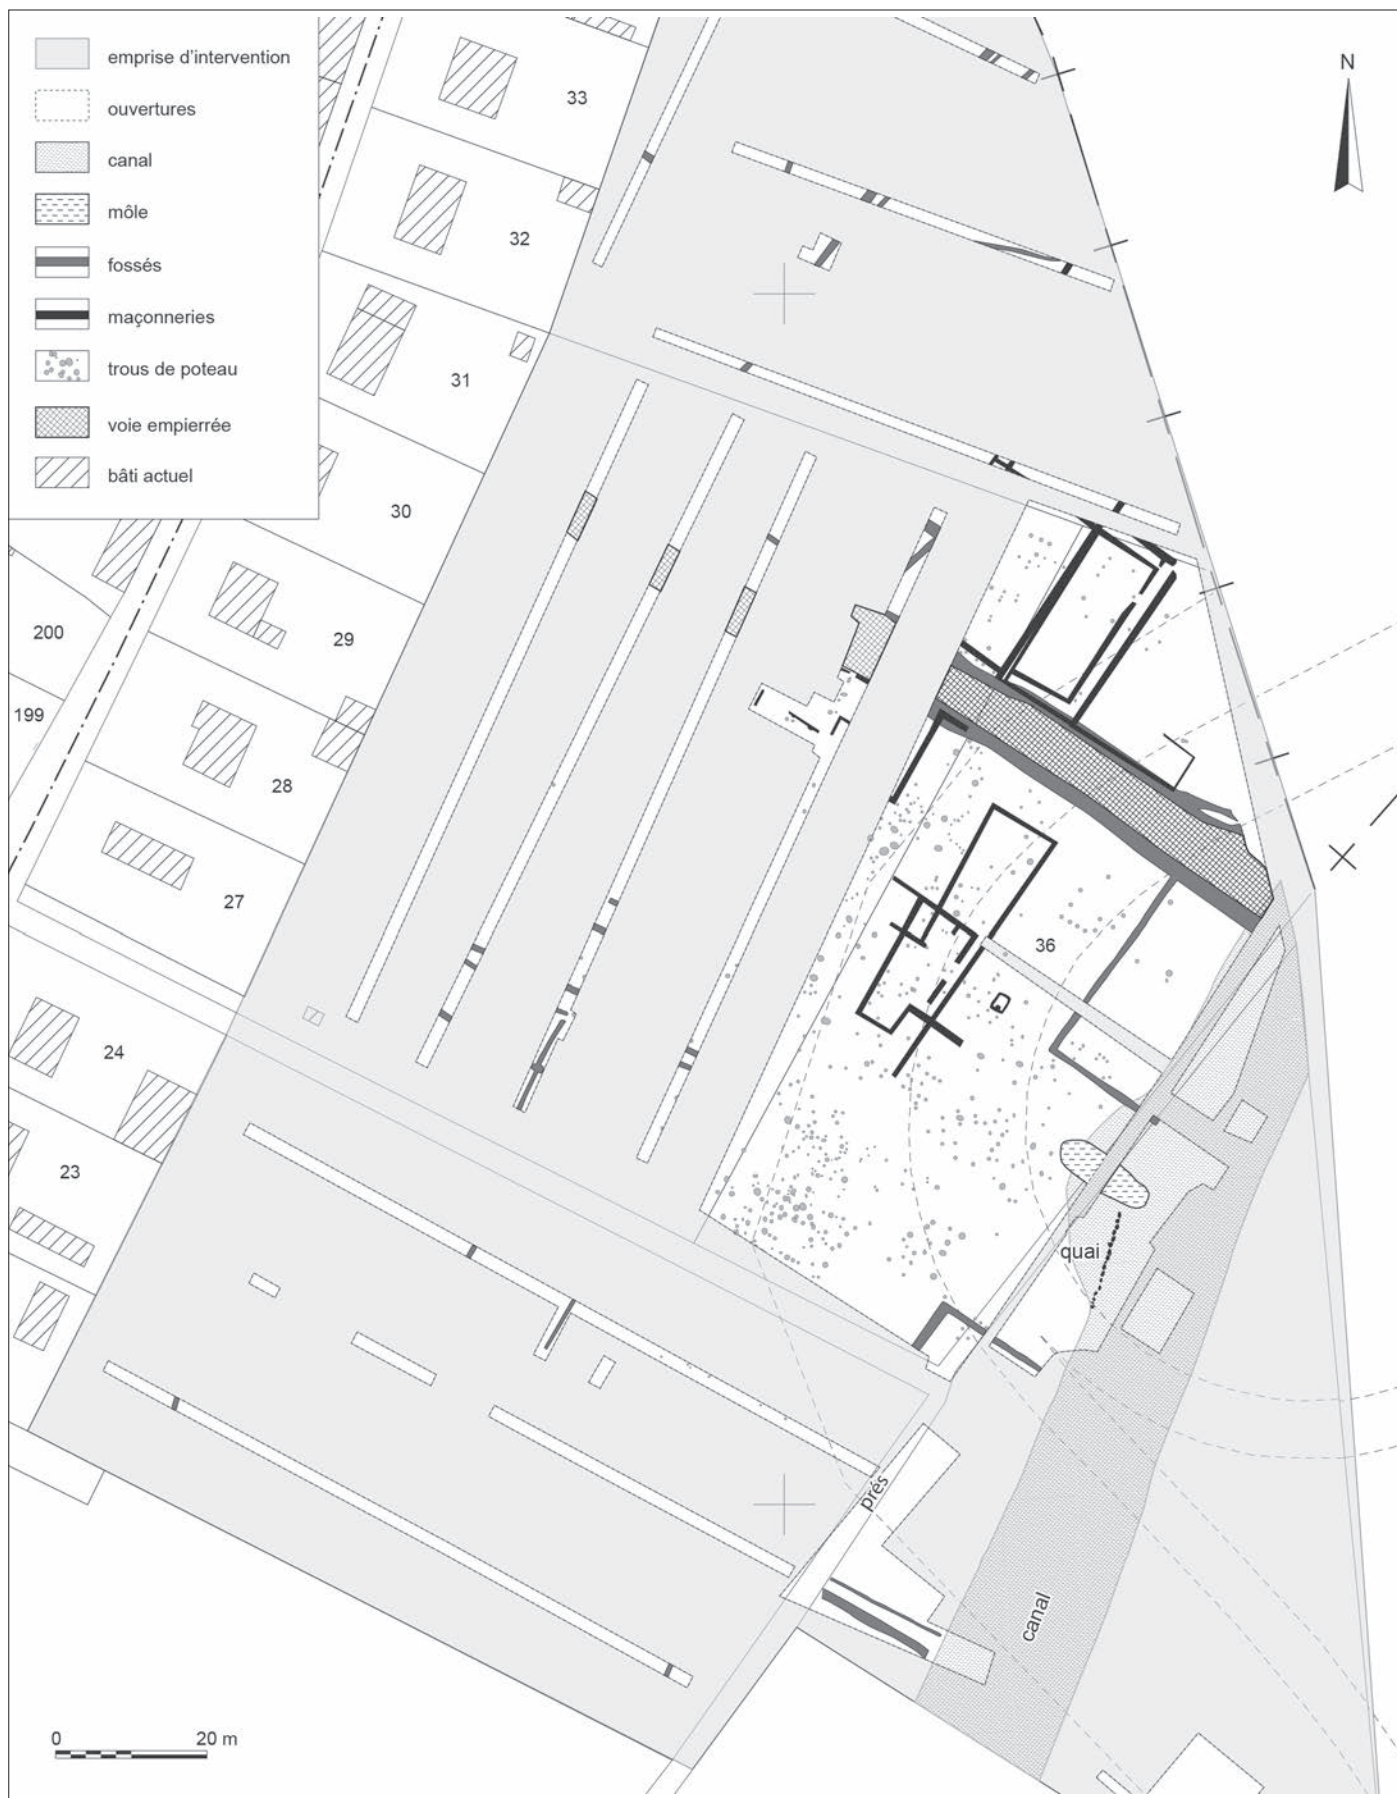 emprise d'intervention
ouvertures
canal
môle
fossés
maçonneries
trous de poteau
voie empierrée
bâti actuel
N
33
32
31
30
29
200
199
28
27
36
24
23
quai
prés
canal
0 20 m